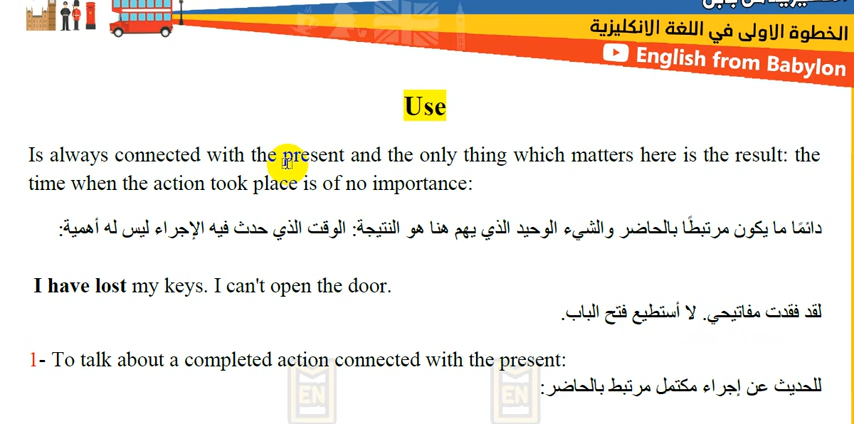 الخطوة الاولى في اللغة الانكليزية
English from Babylon
Use
Is always connected with the present and the only thing which matters here is the result: the
time when the action took place is of no importance:
دائمًا ما يكون مرتبطًا بالحاضر والشيء الوحيد الذي يهم هنا هو النتيجة: الوقت الذي حدث فيه الإجراء ليس له أهمية:
I have lost my keys. I can't open the door.
لقد فقدت مفاتيحي. لا أستطيع فتح الباب.
1- To talk about a completed action connected with the present:
للحديث عن إجراء مكتمل مرتبط بالحاضر:
EN
EN